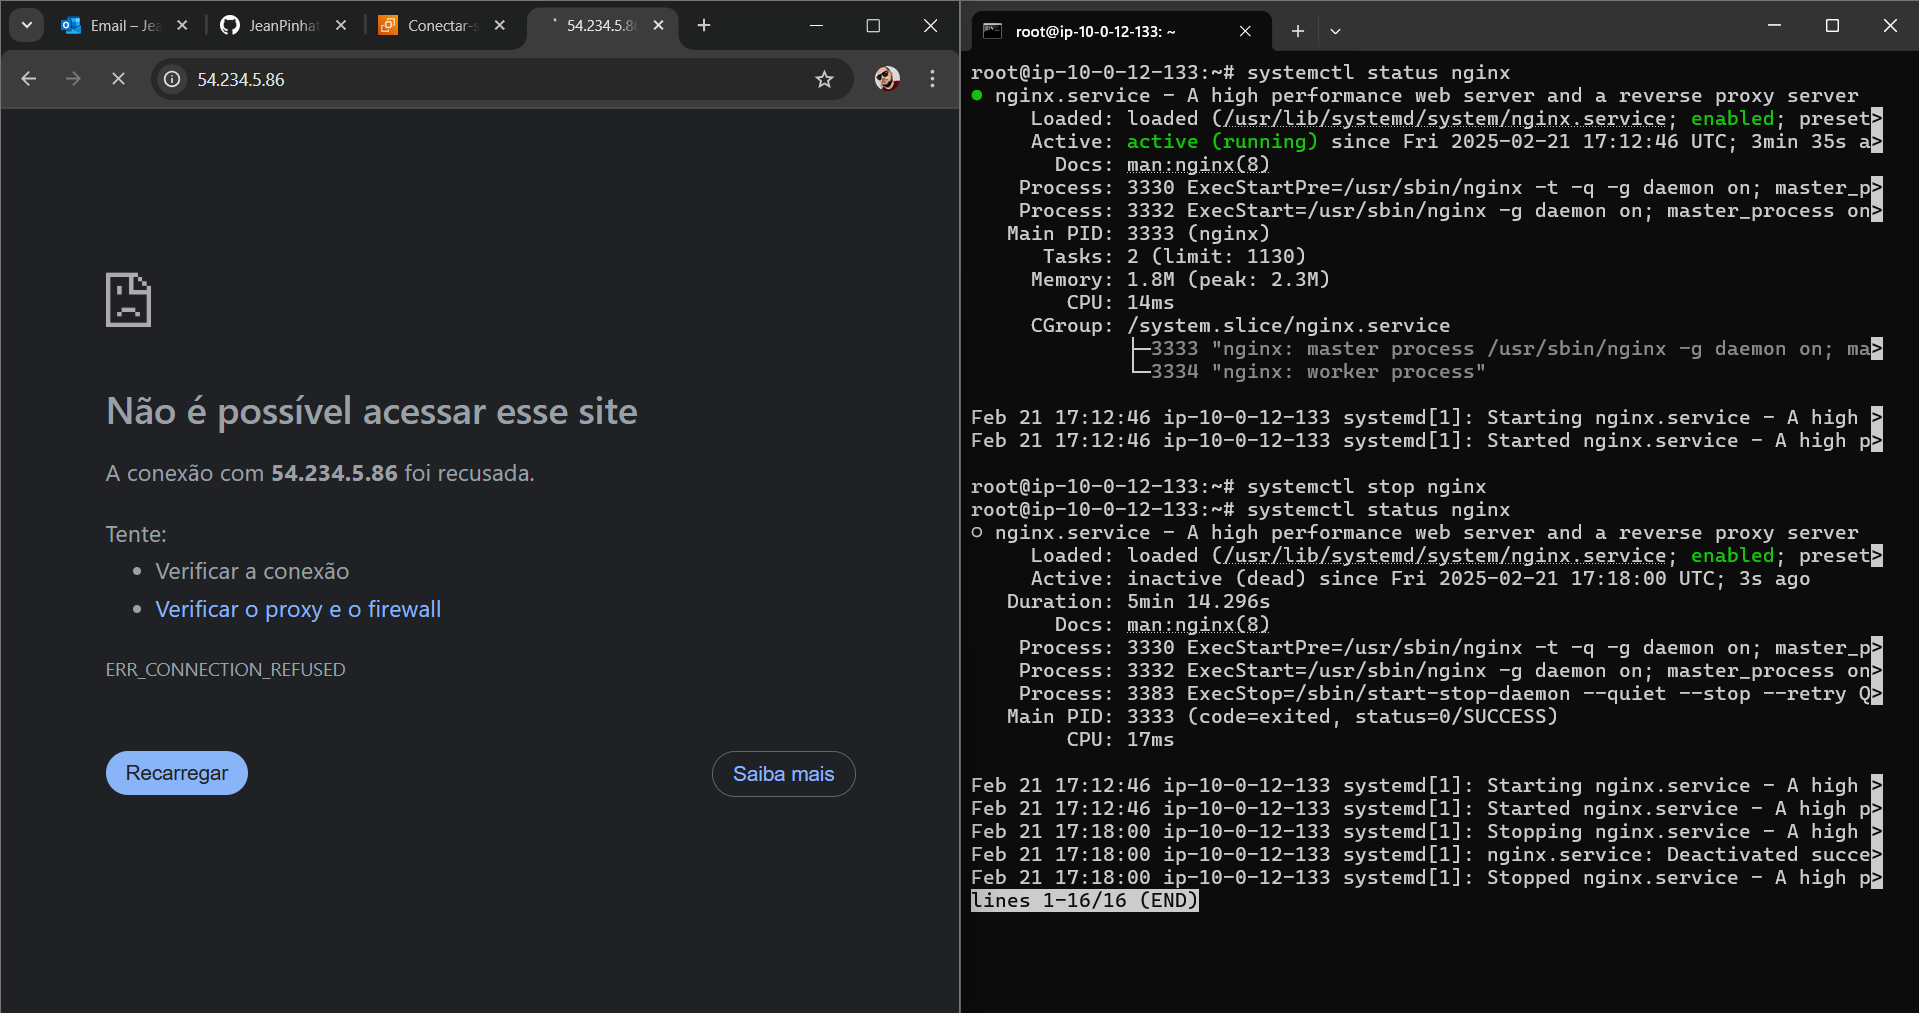 Email – Jea
JeanPinha
Conectar-s
54.234.5.86
54.234.5.86
Não é possível acessar esse site
A conexão com 54.234.5.86 foi recusada.
Tente:
• Verificar a conexão
• Verificar o proxy e o firewall
ERR_CONNECTION_REFUSED
Recarregar
Saiba mais
root@ip-10-0-12-133: ~
root@ip-10-0-12-133:~# systemctl status nginx
● nginx.service - A high performance web server and a reverse proxy server
Loaded: loaded (/usr/lib/systemd/system/nginx.service; enabled; preset>
Active: active (running) since Fri 2025-02-21 17:12:46 UTC; 3min 35s a>
Docs: man:nginx(8)
Process: 3330 ExecStartPre=/usr/sbin/nginx -t -q -g daemon on; master_p>
Process: 3332 ExecStart=/usr/sbin/nginx -g daemon on; master_process on>
Main PID: 3333 (nginx)
Tasks: 2 (limit: 1130)
Memory: 1.8M (peak: 2.3M)
CPU: 14ms
CGroup: /system.slice/nginx.service
├─3333 "nginx: master process /usr/sbin/nginx -g daemon on; ma>
└─3334 "nginx: worker process"
Feb 21 17:12:46 ip-10-0-12-133 systemd[1]: Starting nginx.service - A high >
Feb 21 17:12:46 ip-10-0-12-133 systemd[1]: Started nginx.service - A high p>
root@ip-10-0-12-133:~# systemctl stop nginx
root@ip-10-0-12-133:~# systemctl status nginx
○ nginx.service - A high performance web server and a reverse proxy server
Loaded: loaded (/usr/lib/systemd/system/nginx.service; enabled; preset>
Active: inactive (dead) since Fri 2025-02-21 17:18:00 UTC; 3s ago
Duration: 5min 14.296s
Docs: man:nginx(8)
Process: 3330 ExecStartPre=/usr/sbin/nginx -t -q -g daemon on; master_p>
Process: 3332 ExecStart=/usr/sbin/nginx -g daemon on; master_process on>
Process: 3383 ExecStop=/sbin/start-stop-daemon --quiet --stop --retry Q>
Main PID: 3333 (code=exited, status=0/SUCCESS)
CPU: 17ms
Feb 21 17:12:46 ip-10-0-12-133 systemd[1]: Starting nginx.service - A high >
Feb 21 17:12:46 ip-10-0-12-133 systemd[1]: Started nginx.service - A high p>
Feb 21 17:18:00 ip-10-0-12-133 systemd[1]: Stopping nginx.service - A high >
Feb 21 17:18:00 ip-10-0-12-133 systemd[1]: nginx.service: Deactivated succe>
Feb 21 17:18:00 ip-10-0-12-133 systemd[1]: Stopped nginx.service - A high p>
lines 1-16/16 (END)